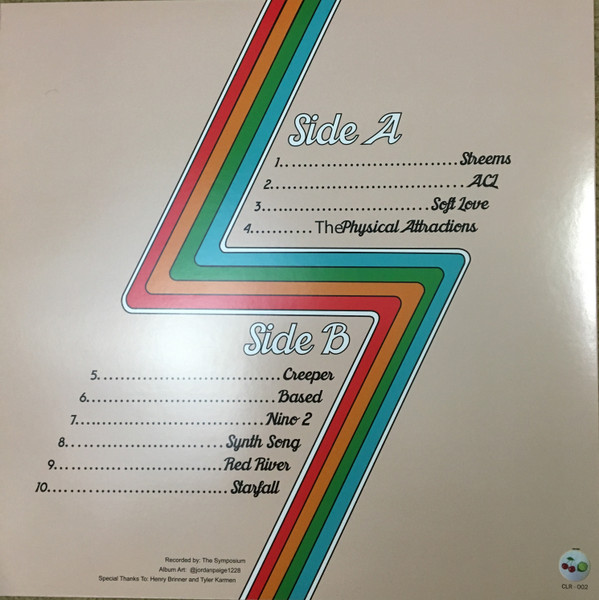 Side A
1..............................Streems
2..............................ACL
3..........................Soft Love
4..........ThePhysical Attractions
Side B
5..............................Creeper
6..............................Based
7..............................Nino 2
8..........................Synth Song
9..........................Red River
10..............................Starfall
Recorded by: The Symposium
Album Art: @jordanpaige1228
Special Thanks To: Henry Brinner and Tyler Karmen
CLR - 002